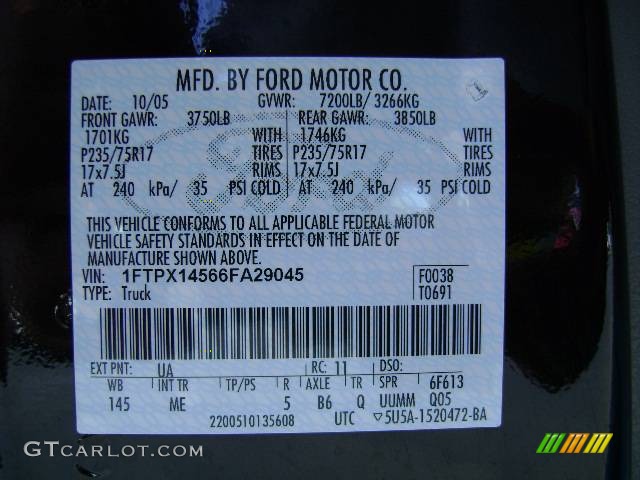 MFD. BY FORD MOTOR CO.
DATE: 10/05 GVWR: 7200LB/ 3266KG
FRONT GAWR: 3750LB REAR GAWR: 3850LB
1701KG WITH 1746KG WITH
P235/75R17 TIRES P235/75R17 TIRES
17x7.5J RIMS 17x7.5J RIMS
AT 240 kPa/ 35 PSI COLD AT 240 kPa/ 35 PSI COLD
THIS VEHICLE CONFORMS TO ALL APPLICABLE FEDERAL MOTOR
VEHICLE SAFETY STANDARDS IN EFFECT ON THE DATE OF
MANUFACTURE SHOWN ABOVE.
VIN: 1FTPX14566FA29045 F0038
TYPE: Truck T0691
EXT PNT: UA RC: 11 DSO:
WB INT TR TP/PS R AXLE TR SPR 6F613
145 ME 5 B6 Q UUMM Q05
2200510135608 UTC ▽5U5A-1520472-BA
GTcarlot.com